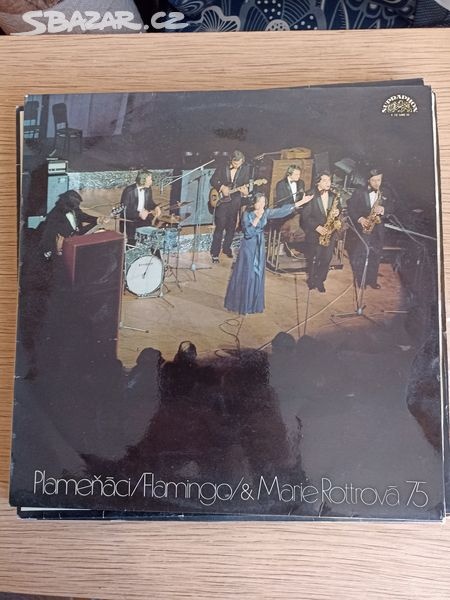 SBAZAR.CZ
SUPRAPHON
Plameňáci/Flamingo/& Marie Rottrová 75